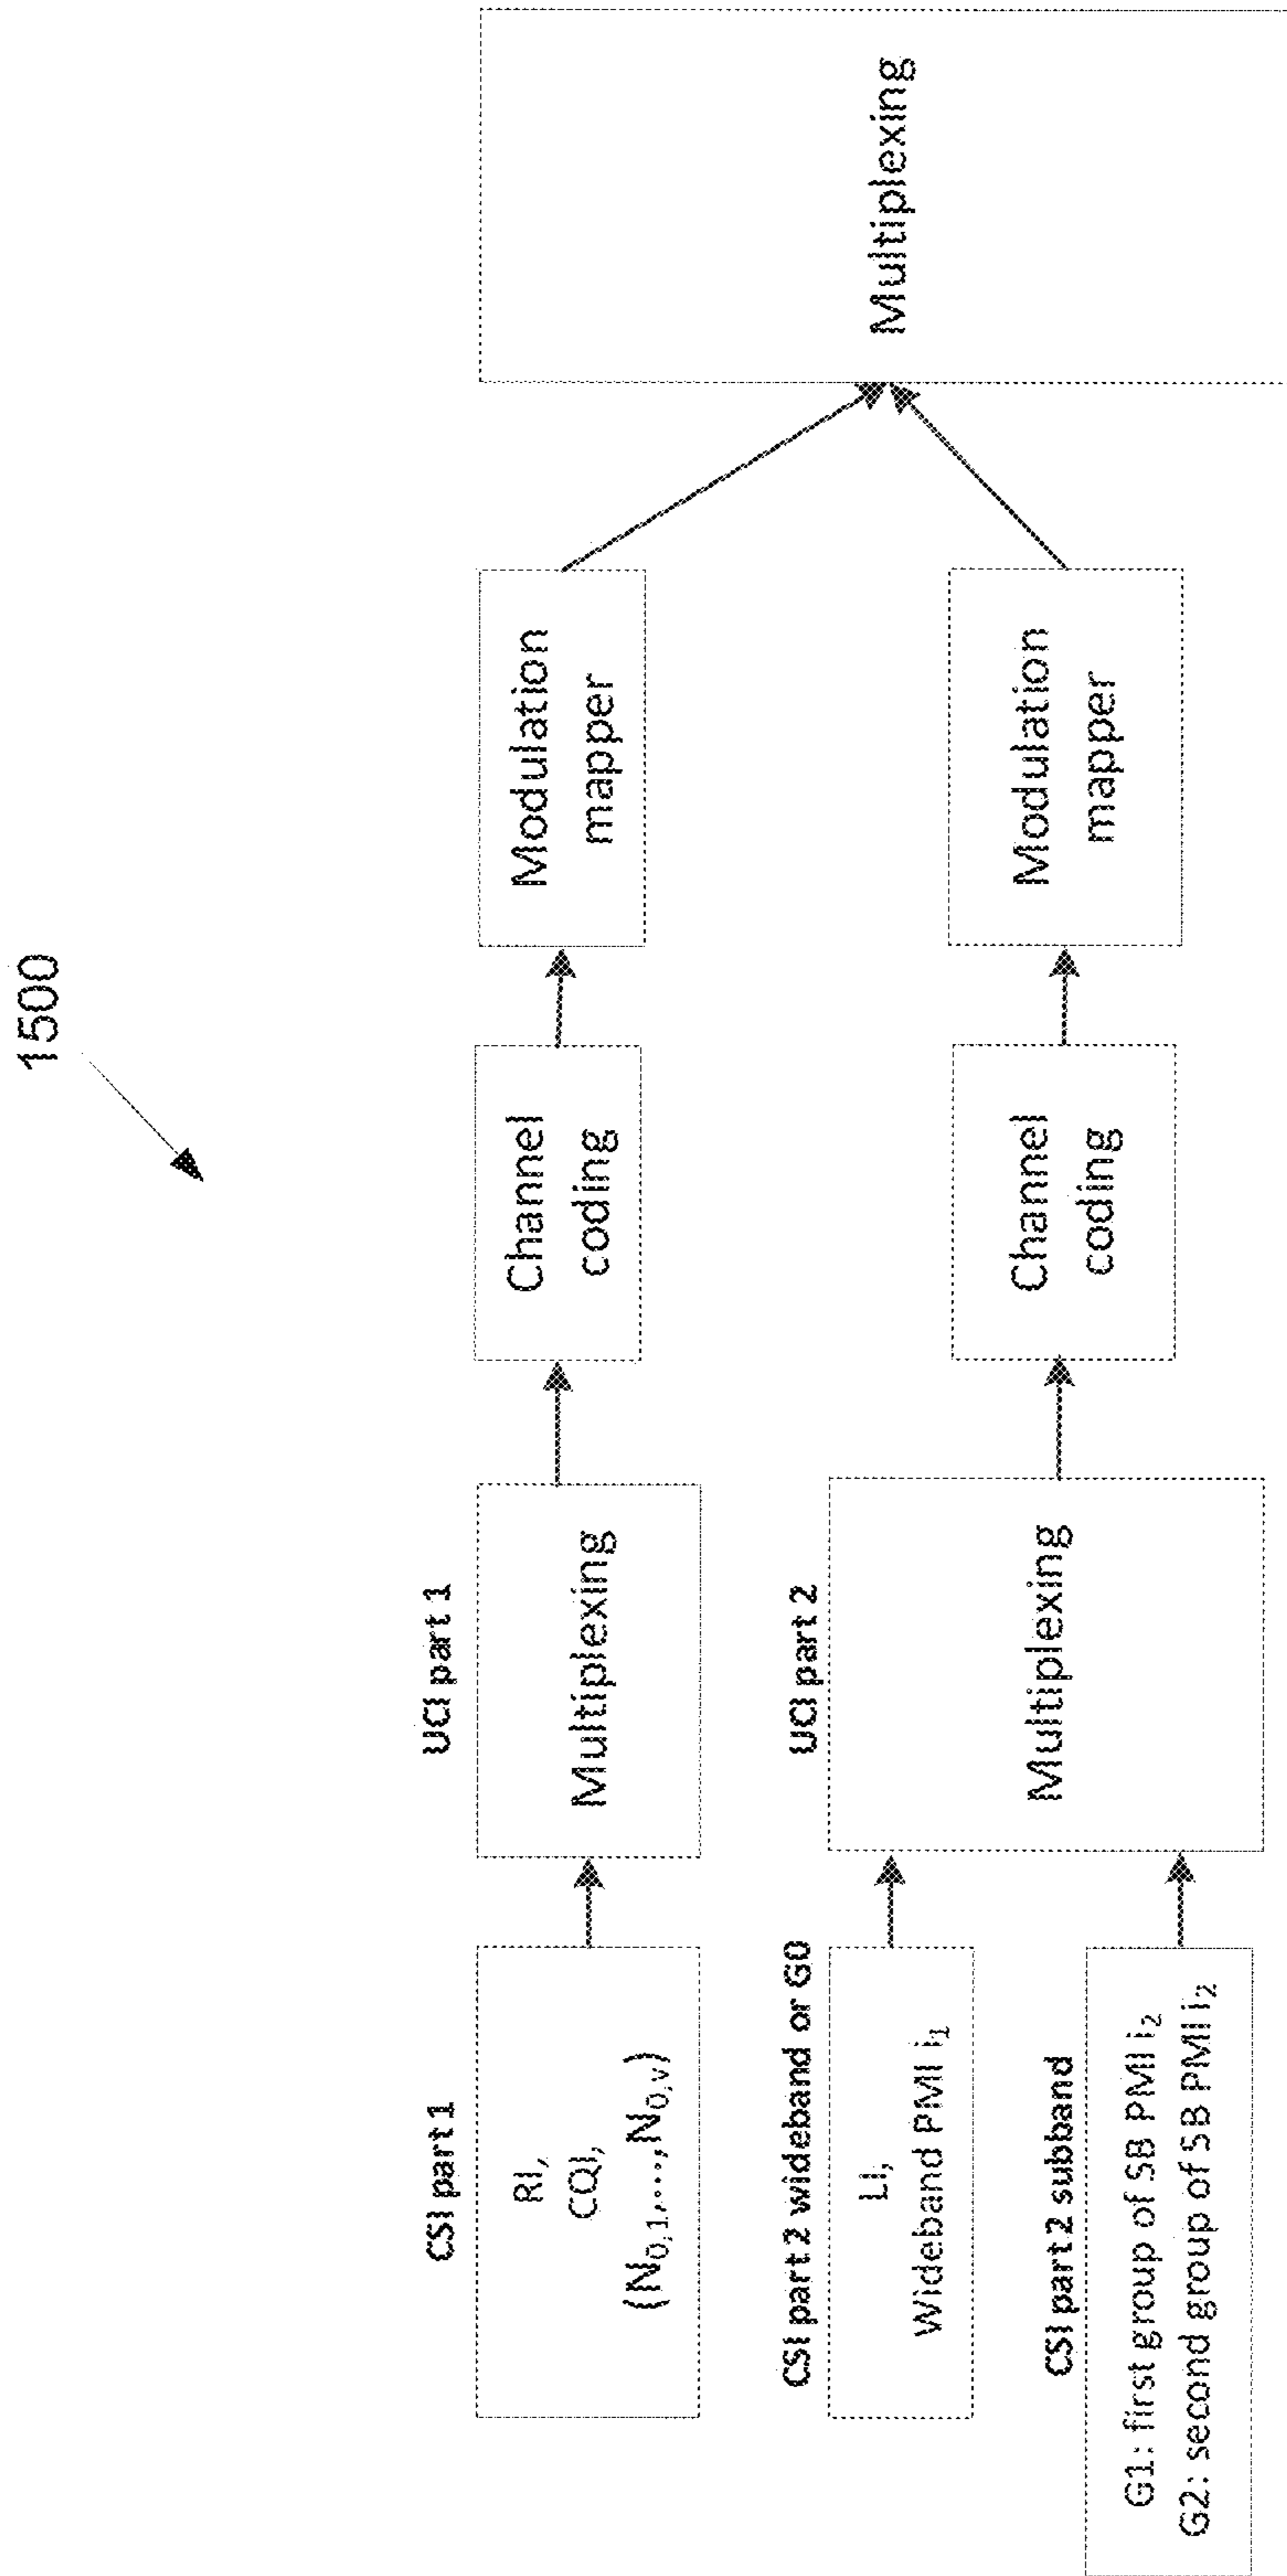 1500
CSI part 1
RI,
CQI,
(N0,1,...,N0,v)
UCI part 1
Multiplexing
Channel
coding
Modulation
mapper
CSI part 2 wideband or G0
LI,
Wideband PMI i1
CSI part 2 subband
G1: first group of SB PMI i2
G2: second group of SB PMI i2
UCI part 2
Multiplexing
Channel
coding
Modulation
mapper
Multiplexing